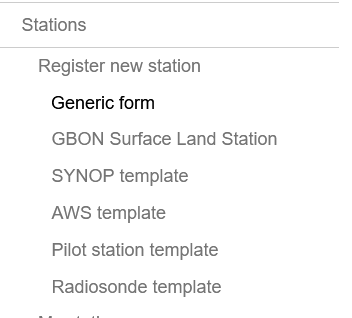 Stations
Register new station
Generic form
GBON Surface Land Station
SYNOP template
AWS template
Pilot station template
Radiosonde template